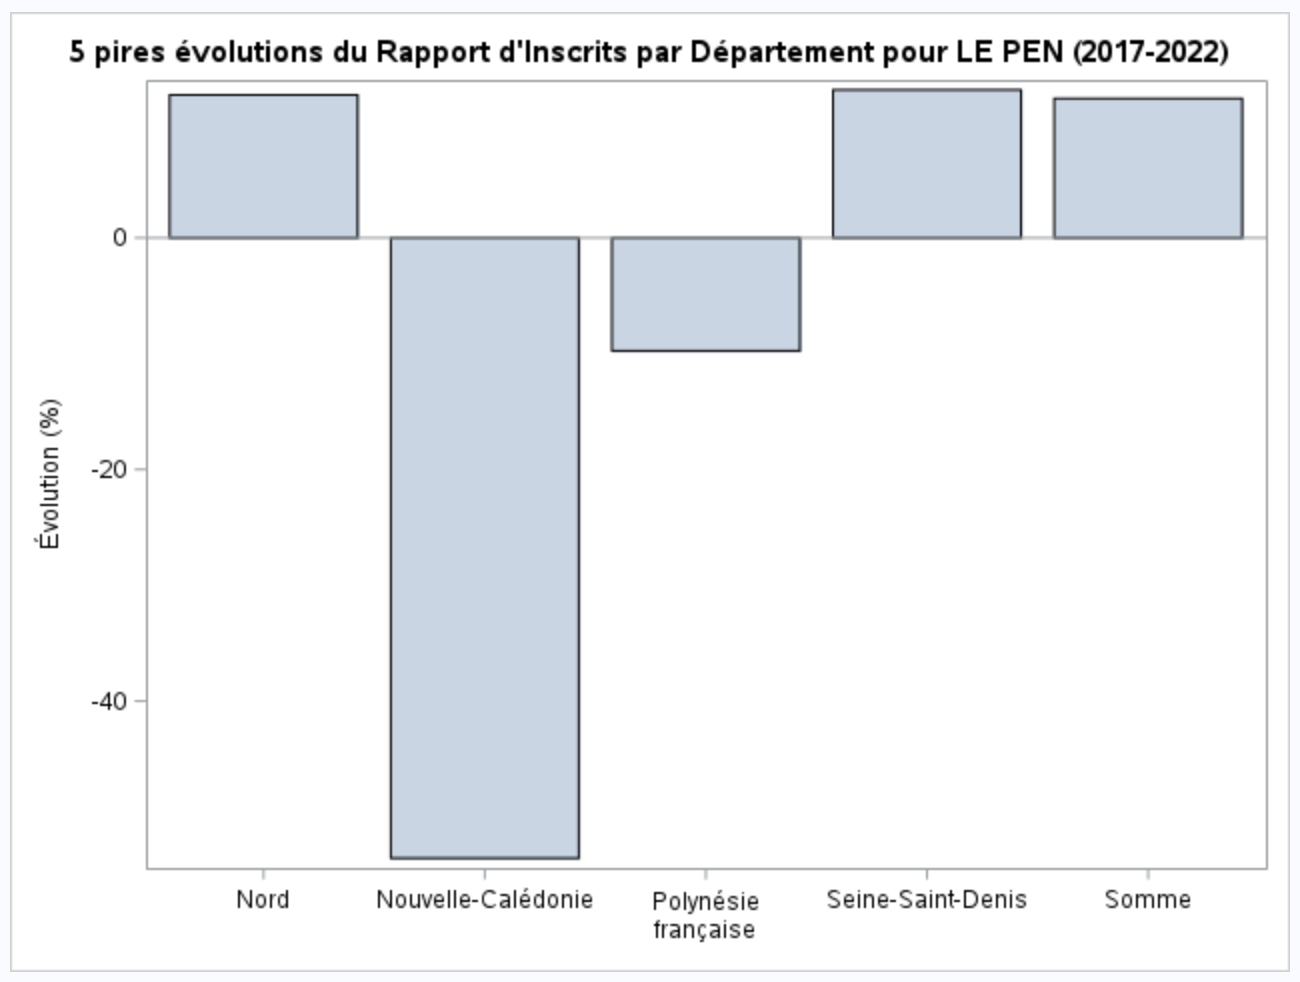 5 pires évolutions du Rapport d'Inscrits par Département pour LE PEN (2017-2022)
Évolution (%)
0
-20
-40
Nord
Nouvelle-Calédonie
Polynésie
française
Seine-Saint-Denis
Somme